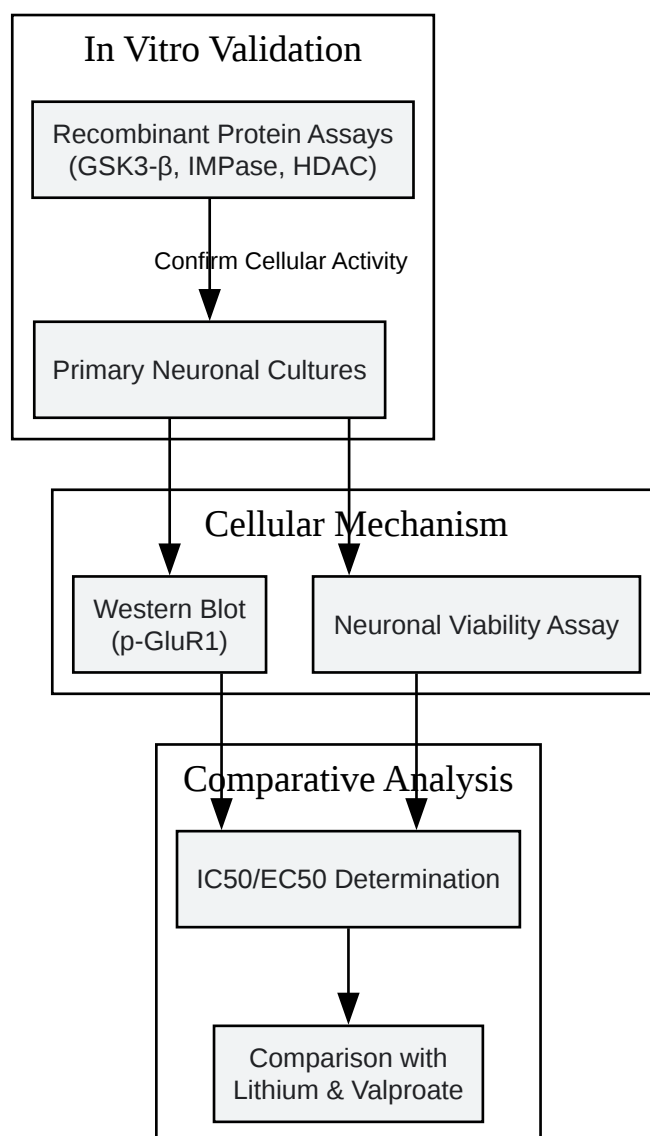 In Vitro Validation
Recombinant Protein Assays
(GSK3-β, IMPase, HDAC)
Confirm Cellular Activity
Primary Neuronal Cultures
Cellular Mechanism
Western Blot
(p-GluR1)
Neuronal Viability Assay
Comparative Analysis
IC50/EC50 Determination
Comparison with
Lithium & Valproate